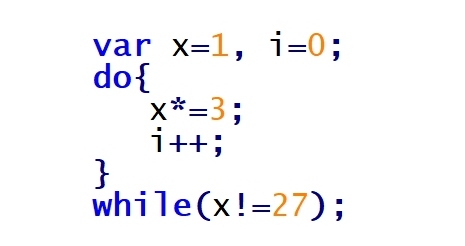 var x=1, i=0;
do{
x*=3;
i++;
}
while(x!=27);